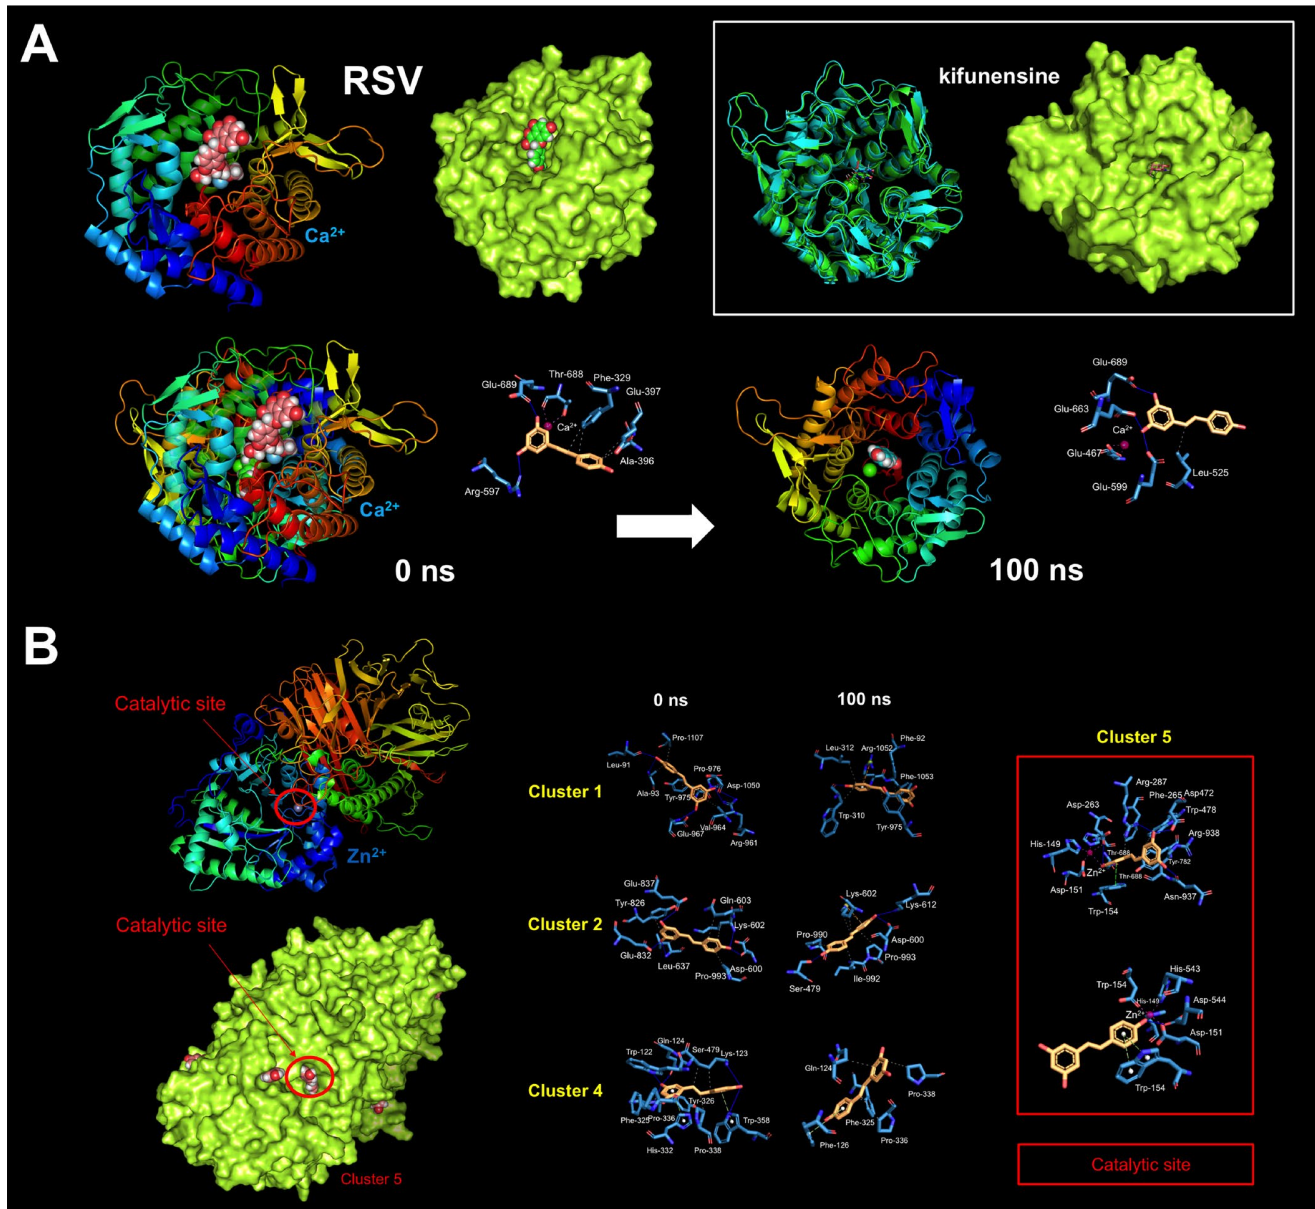 A
RSV
kifunensine
Ca2+
Glu-689
Thr-688
Phe-329
Glu-397
Ca2+
Ala-396
Arg-597
Ca2+
0 ns
Glu-689
Glu-663
Ca2+
Glu-467
Glu-599
Leu-525
100 ns
B
Catalytic site
Zn2+
Catalytic site
Cluster 5
0 ns
100 ns
Cluster 1
Pro-1107
Leu-91
Ala-93
Tyr-975
Pro-976
Asp-1050
Glu-967
Val-964
Arg-961
Leu-312
Arg-1052
Phe-92
Phe-1053
Trp-310
Tyr-975
Cluster 2
Glu-837
Tyr-826
Gln-603
Lys-602
Glu-832
Leu-637
Pro-993
Asp-600
Lys-602
Lys-612
Pro-990
Asp-600
Pro-993
Ile-992
Ser-479
Cluster 4
Gln-124
Ser-479
Lys-123
Trp-122
Tyr-326
Phe-325
Pro-336
Trp-358
His-332
Pro-338
Gln-124
Pro-338
Phe-325
Pro-336
Phe-126
Cluster 5
Arg-287
Asp472
Phe-265
Trp-478
Asp-263
Arg-938
His-149
Thr-688
Tyr-782
Zn2+
Thr-688
Asp-151
Asn-937
Trp-154
Trp-154
His-543
His-149
Asp-544
Zn2+
Asp-151
Trp-154
Catalytic site